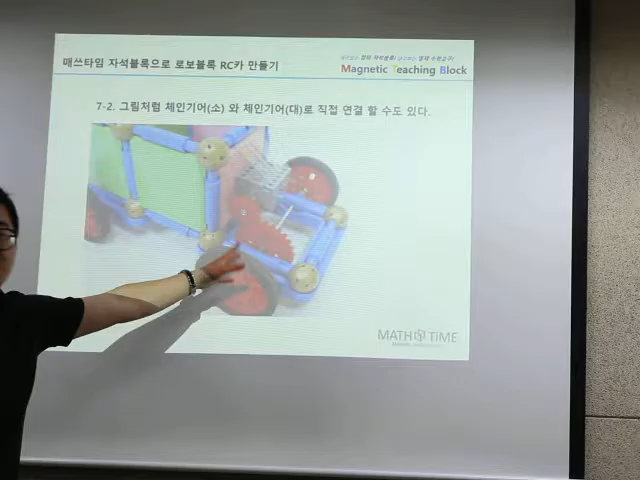 매쓰타임 자석블록으로 로보블록 RC카 만들기
Magnetic Teaching Block
7-2. 그림처럼 체인기어(소) 와 체인기어(대)로 직접 연결 할 수도 있다.
MATH TIME